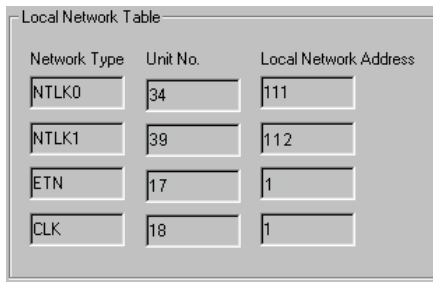 Local Network Table
Network Type Unit No. Local Network Address
NTLK0 34 111
NTLK1 39 112
ETN 17 1
CLK 18 1